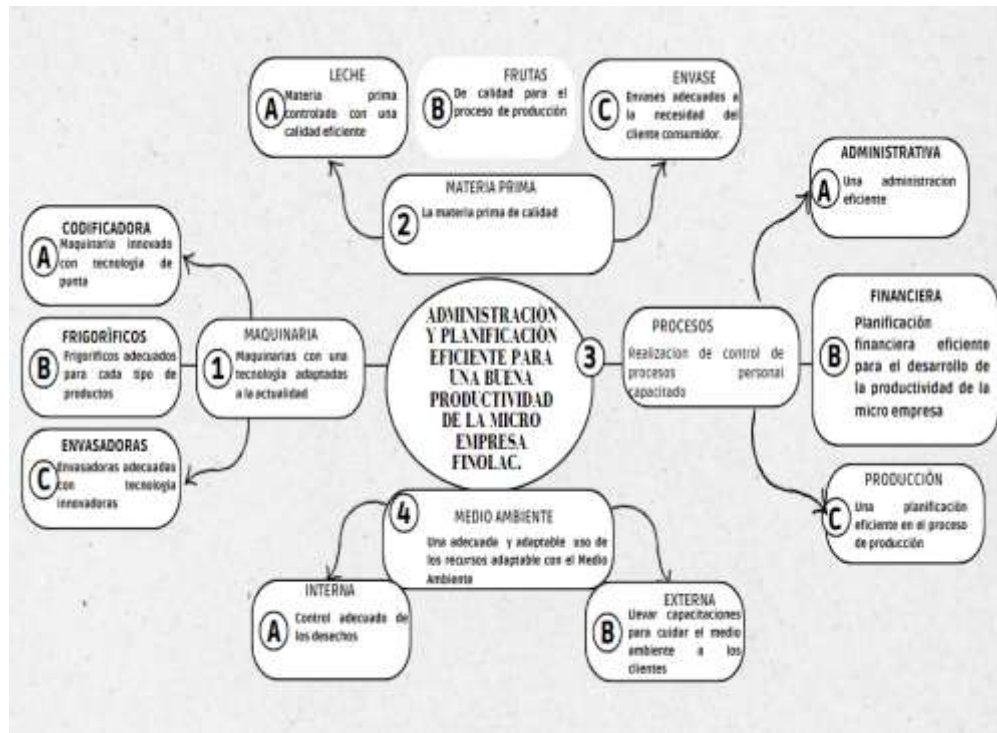 LECHE
A
Materia prima
controlado con una
calidad eficiente
FRUTAS
B
De calidad para el
proceso de producción
ENVASE
C
Envases adecuados a
la necesidad del
cliente consumidor.
MATERIA PRIMA
2
La materia prima de calidad
CODIFICADORA
A
Maquinaria innovado
con tecnología de
punta
FRIGORÌFICOS
B
Frigoríficos adecuados
para cada tipo de
productos
ENVASADORAS
C
Envasadoras adecuadas
con tecnología
innovadoras
MAQUINARIA
1
Maquinarias con una
tecnología adaptadas
a la actualidad
ADMINISTRACIÓN
Y PLANIFICACIÓN
EFICIENTE PARA
UNA BUENA
PRODUCTIVIDAD
DE LA MICRO
EMPRESA
FINOLAC.
3
PROCESOS
Realizacion de control de
procesos personal
capacitado
ADMINISTRATIVA
A
Una administracion
eficiente
FINANCIERA
B
Planificación
financiera eficiente
para el desarrollo de
la productividad de la
micro empresa
PRODUCCIÓN
C
Una planificación
eficiente en el proceso
de producción
4
MEDIO AMBIENTE
Una adecuada y adaptable uso de
los recursos adaptable con el Medio
Ambiente
INTERNA
A
Control adecuado de
los desechos
EXTERNA
B
Llevar capacitaciones
para cuidar el medio
ambiente a los
clientes